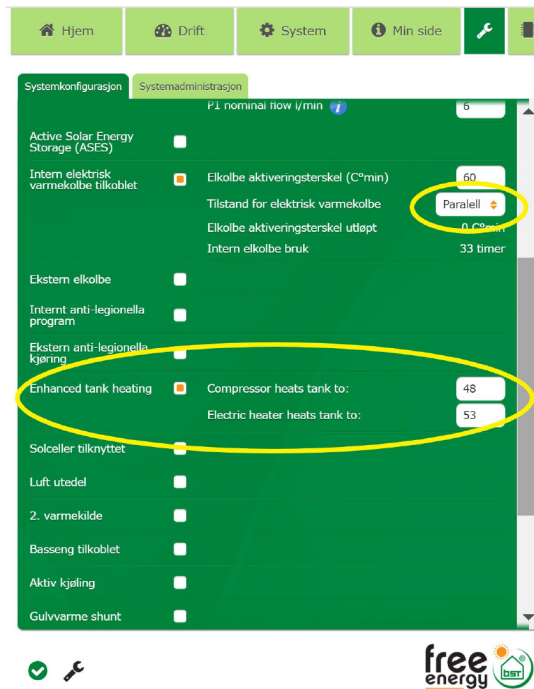 Hjem Drift System Min side
Systemkonfigurasjon Systemadministrasjon
P1 nominal flow l/min i 6
Active Solar Energy
Storage (ASES)
Intern elektrisk
varmekolbe tilkoblet
Elkolbe aktiveringsterskel (C°min) 60
Tilstand for elektrisk varmekolbe Paralell
Elkolbe aktiveringsterskel utløpt 0 C°min
Intern elkolbe bruk 33 timer
Ekstern elkolbe
Internt anti-legionella
program
Ekstern anti-legionella
kjøring
Enhanced tank heating Compressor heats tank to: 48
Electric heater heats tank to: 53
Solceller tilknyttet
Luft utedel
2. varmekilde
Basseng tilkoblet
Aktiv kjøling
Gulvvarme shunt
free
energy
bst